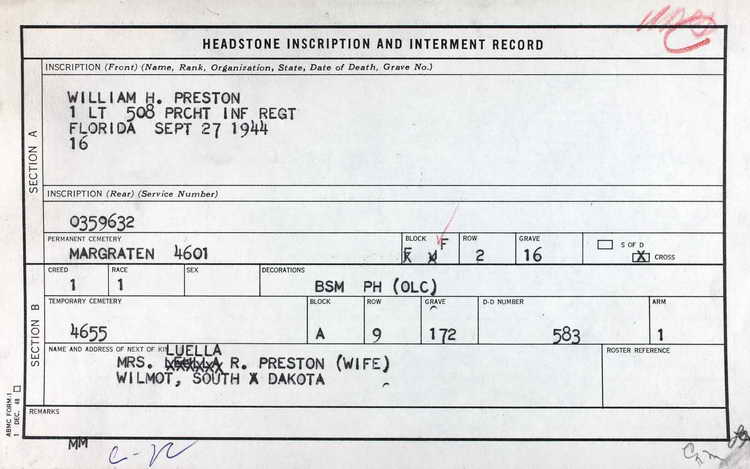 HEADSTONE INSCRIPTION AND INTERMENT RECORD
SECTION A
INSCRIPTION (Front) (Name, Rank, Organization, State, Date of Death, Grave No.)
WILLIAM H. PRESTON
1 LT 508 PRCHT INF REGT
FLORIDA SEPT 27 1944
16
INSCRIPTION (Rear) (Service Number)
O359632
PERMANENT CEMETERY
MARGRATEN 4601
BLOCK
F
ROW
2
GRAVE
16
S OF D
X CROSS
SECTION B
CREED
1
RACE
1
SEX
DECORATIONS
BSM PH (OLC)
TEMPORARY CEMETERY
4655
BLOCK
A
ROW
9
GRAVE
172
D-D NUMBER
583
ARM
1
NAME AND ADDRESS OF NEXT OF KIN
LUELLA
MRS. R. PRESTON (WIFE)
WILMOT, SOUTH X DAKOTA
ROSTER REFERENCE
REMARKS
ABMC FORM-1
1 DEC. 48
MM